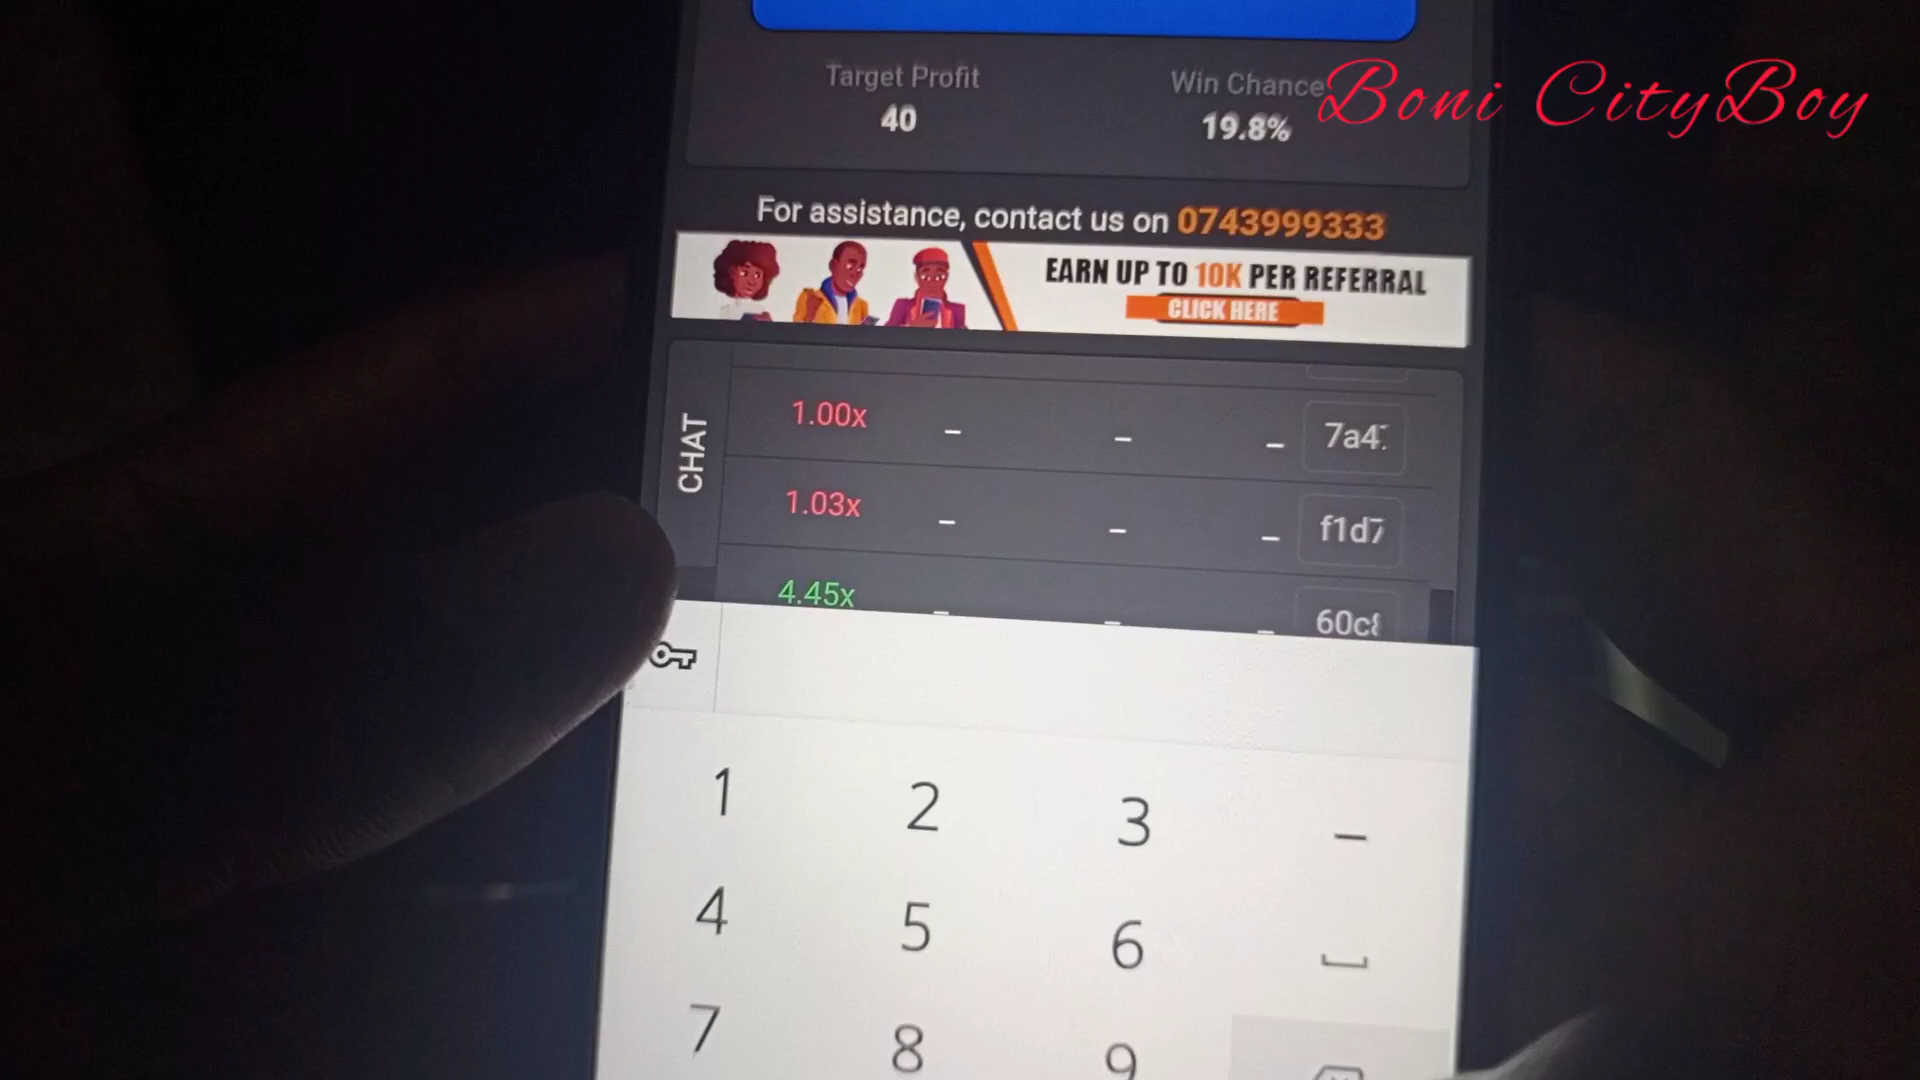 Target Profit
40
Win Chance
19.8%
Boni CityBoy
For assistance, contact us on 0743999333
EARN UP TO 10K PER REFERRAL
CLICK HERE
CHAT
1.00x – – – 7a4
1.03x – – – f1d7
4.45x – – – 60c
1 2 3 –
4 5 6
7 8 9